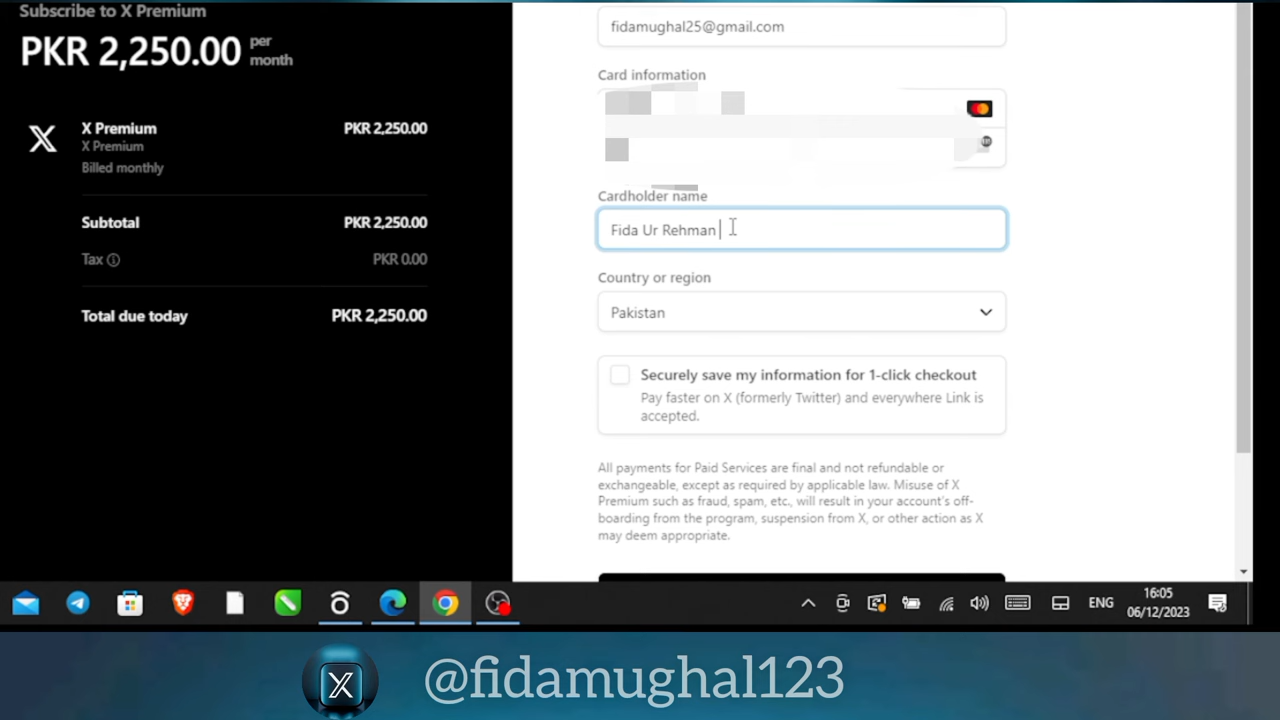 Subscribe to X Premium
PKR 2,250.00 per
month
X Premium PKR 2,250.00
X Premium
Billed monthly
Subtotal PKR 2,250.00
Tax PKR 0.00
Total due today PKR 2,250.00
fidamughal25@gmail.com
Card information
Cardholder name
Fida Ur Rehman
Country or region
Pakistan
Securely save my information for 1-click checkout
Pay faster on X (formerly Twitter) and everywhere Link is
accepted.
All payments for Paid Services are final and not refundable or
exchangeable, except as required by applicable law. Misuse of X
Premium such as fraud, spam, etc., will result in your account's off-
boarding from the program, suspension from X, or other action as X
may deem appropriate.
ENG
16:05
06/12/2023
@fidamughal123